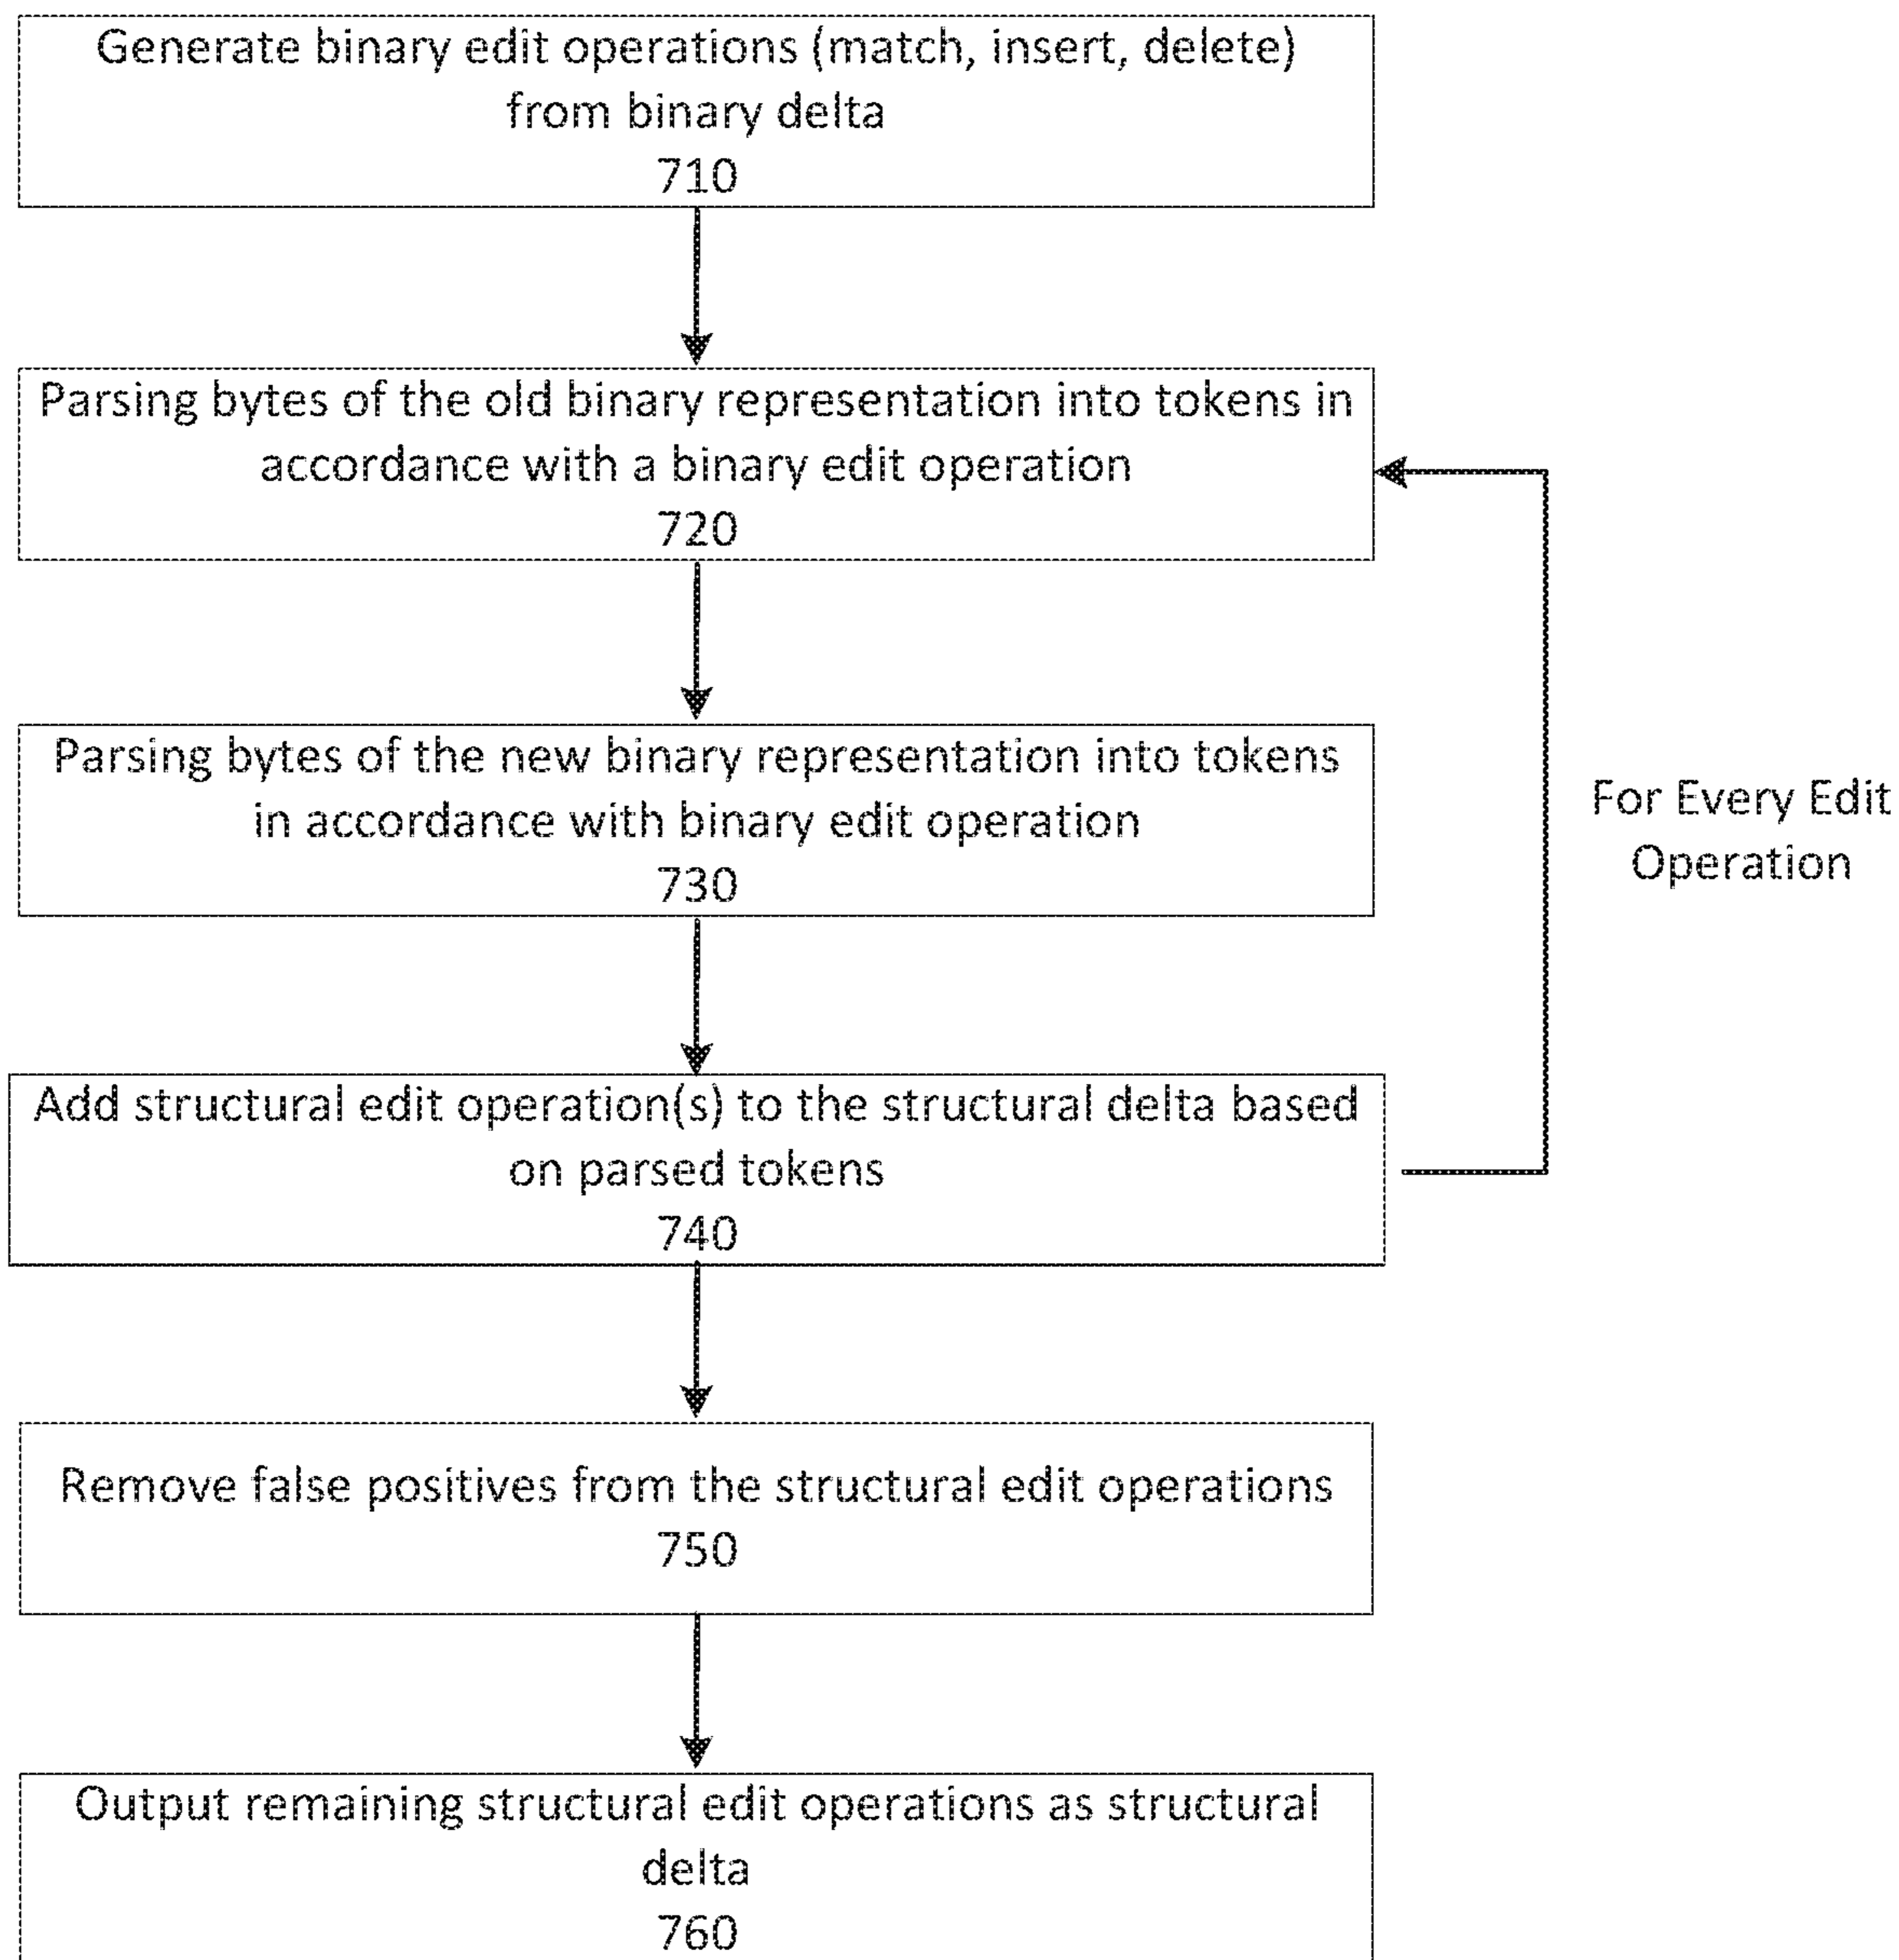 Generate binary edit operations (match, insert, delete)
from binary delta
710
Parsing bytes of the old binary representation into tokens in
accordance with a binary edit operation
720
Parsing bytes of the new binary representation into tokens
in accordance with binary edit operation
730
For Every Edit
Operation
Add structural edit operation(s) to the structural delta based
on parsed tokens
740
Remove false positives from the structural edit operations
750
Output remaining structural edit operations as structural
delta
760